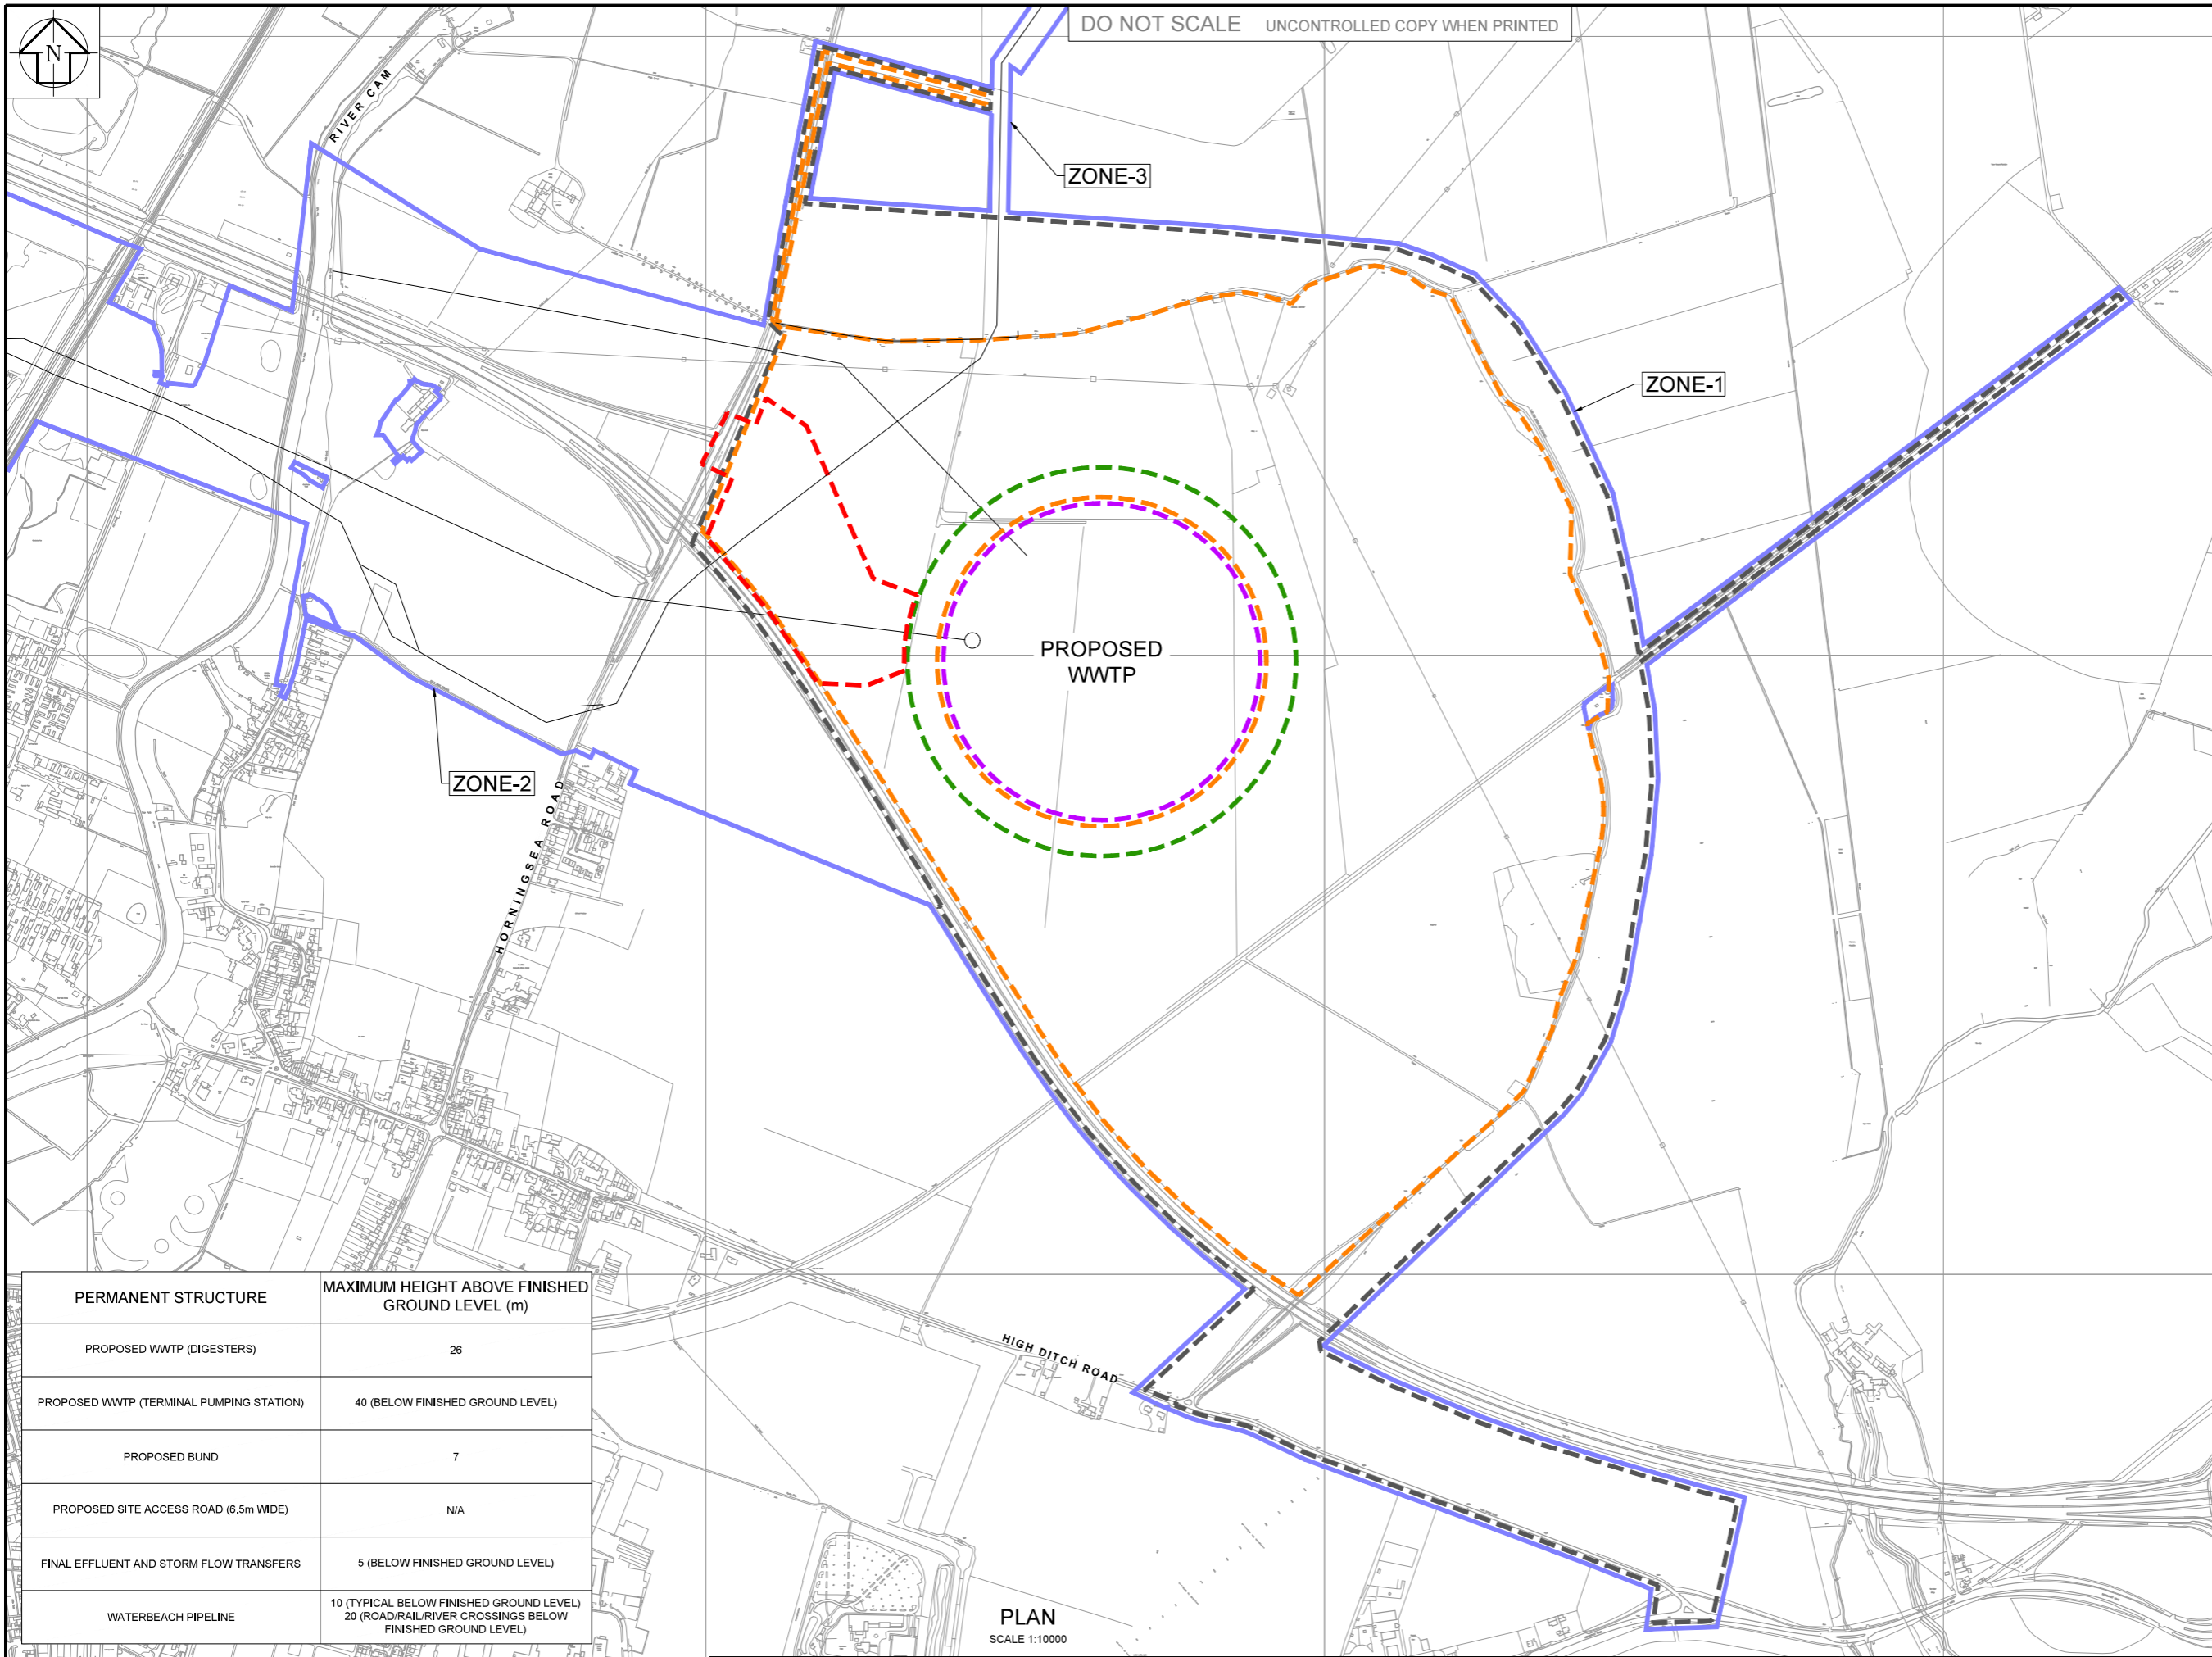 DO NOT SCALE UNCONTROLLED COPY WHEN PRINTED
N
RIVER CAM
ZONE-3
ZONE-1
PROPOSED
WWTP
ZONE-2
HORNINGSEA ROAD
HIGH DITCH ROAD
PERMANENT STRUCTURE
MAXIMUM HEIGHT ABOVE FINISHED
GROUND LEVEL (m)
PROPOSED WWTP (DIGESTERS)
26
PROPOSED WWTP (TERMINAL PUMPING STATION)
40 (BELOW FINISHED GROUND LEVEL)
PROPOSED BUND
7
PROPOSED SITE ACCESS ROAD (6.5m WIDE)
N/A
FINAL EFFLUENT AND STORM FLOW TRANSFERS
5 (BELOW FINISHED GROUND LEVEL)
WATERBEACH PIPELINE
10 (TYPICAL BELOW FINISHED GROUND LEVEL)
20 (ROAD/RAIL/RIVER CROSSINGS BELOW
FINISHED GROUND LEVEL)
PLAN
SCALE 1:10000